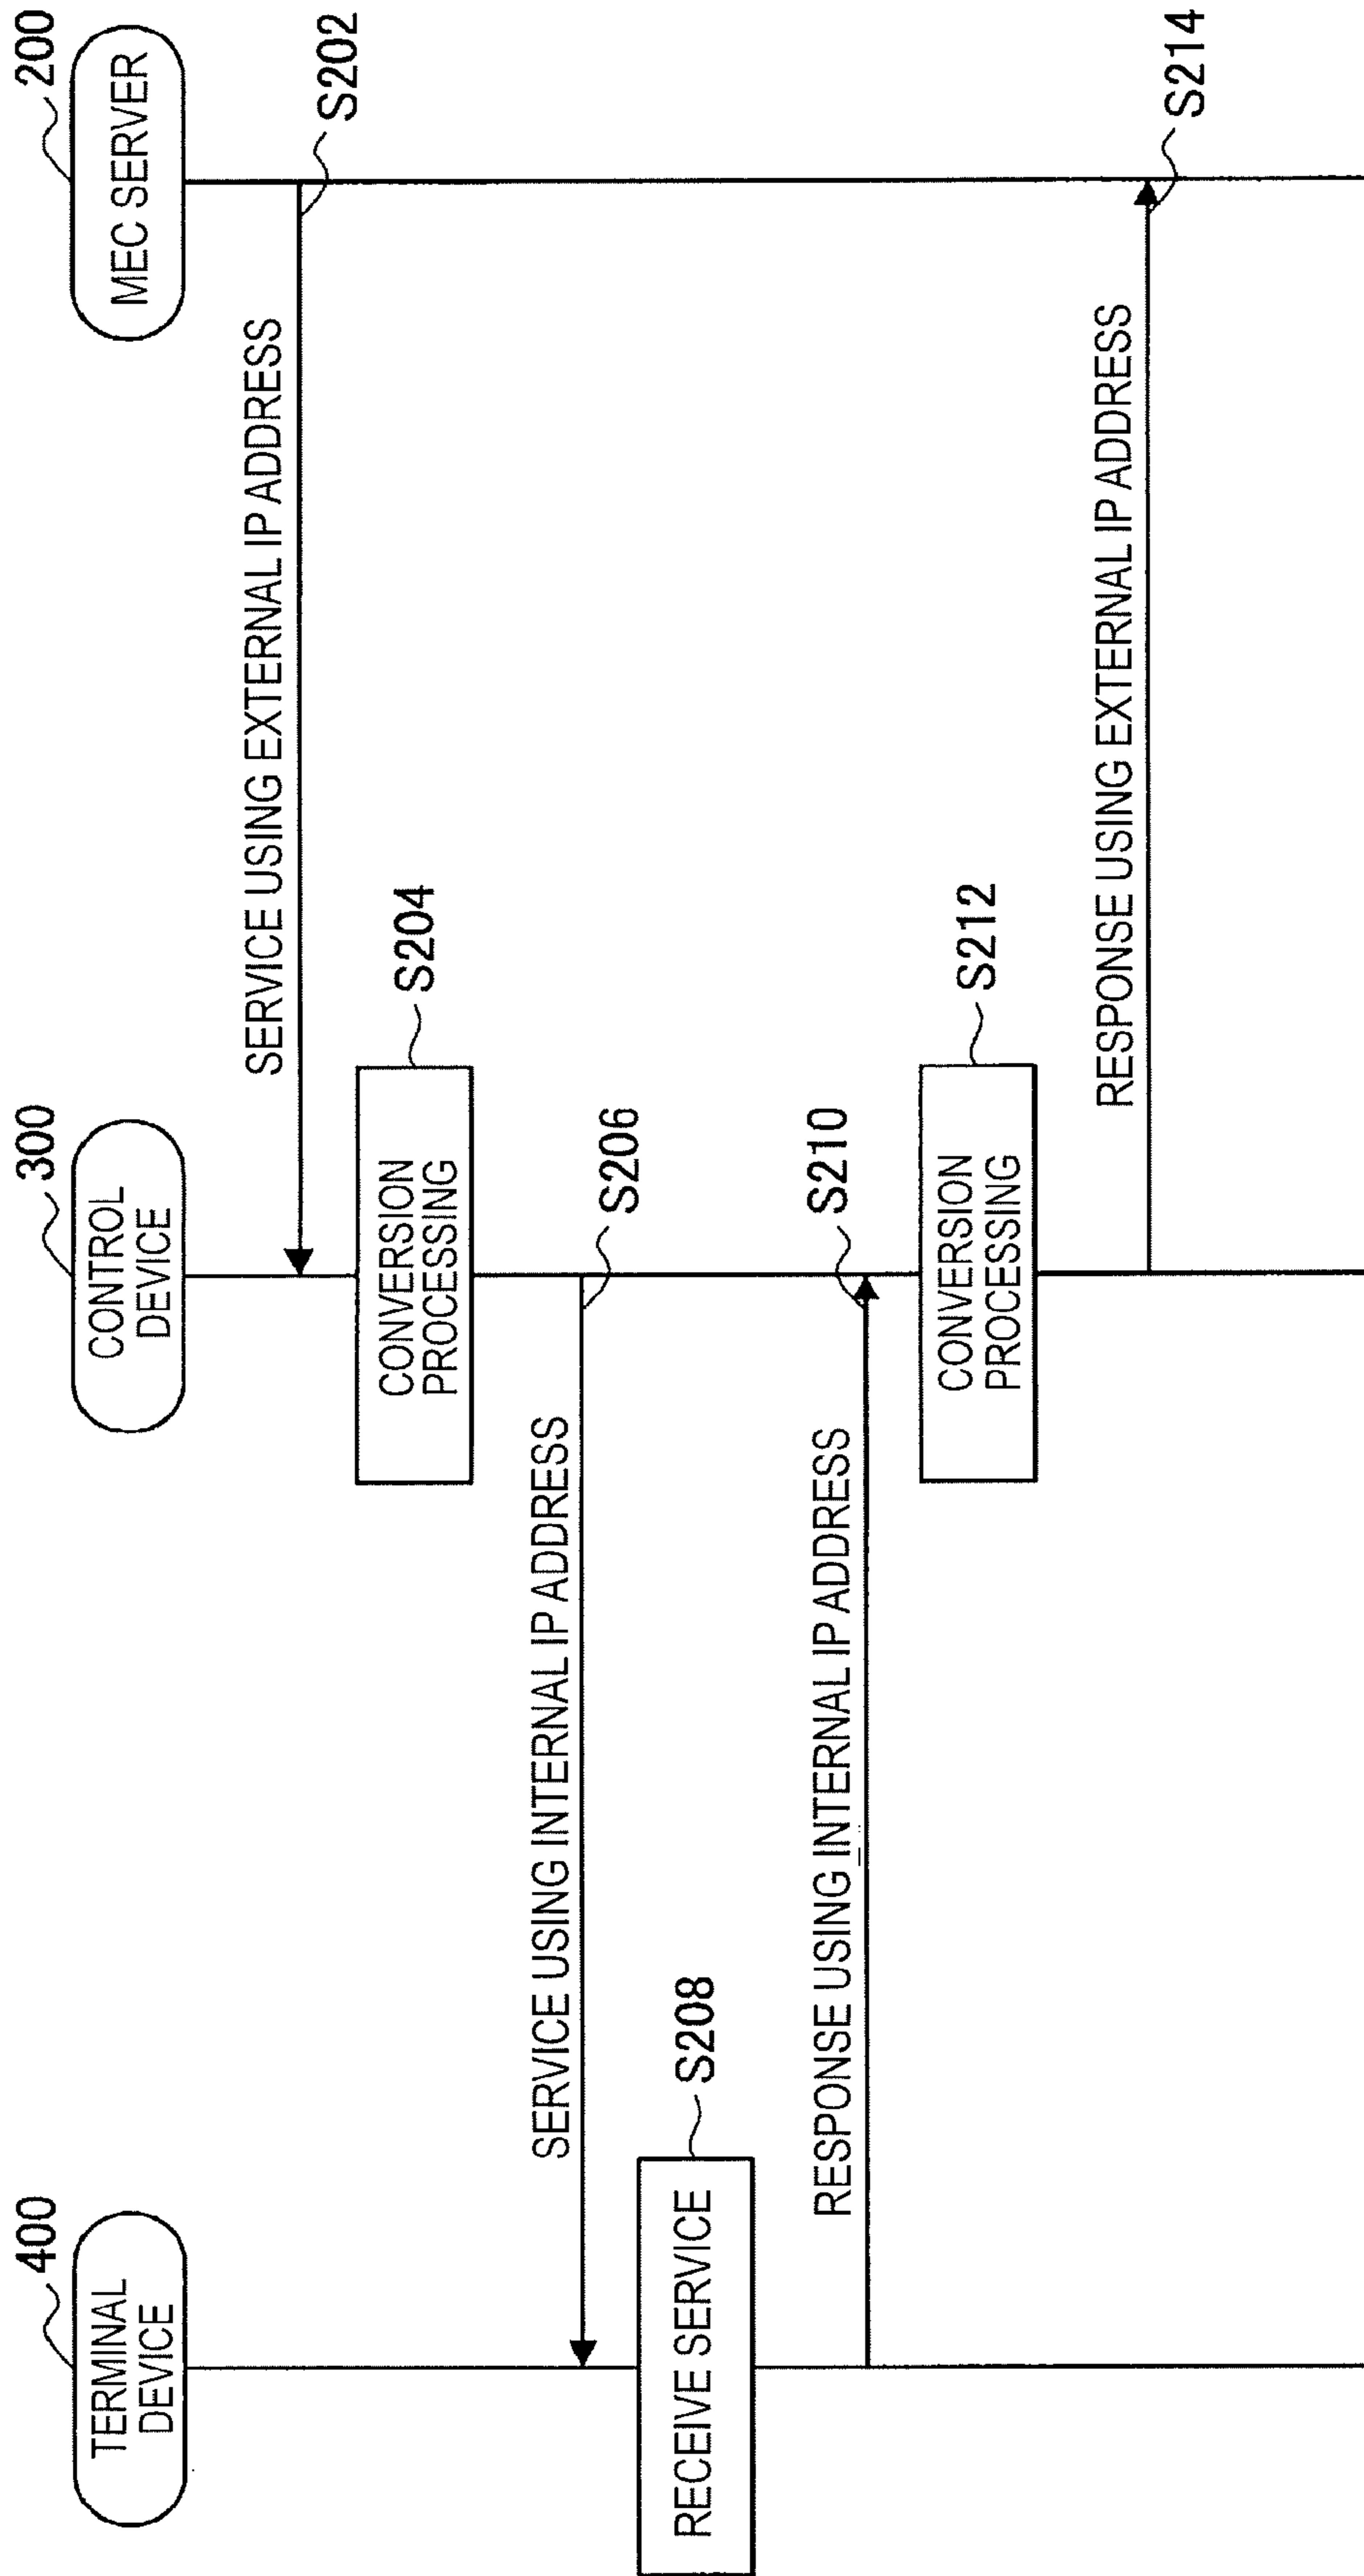 400
TERMINAL
DEVICE
300
CONTROL
DEVICE
200
MEC SERVER
SERVICE USING EXTERNAL IP ADDRESS
S202
CONVERSION
PROCESSING
S204
SERVICE USING INTERNAL IP ADDRESS
S206
RECEIVE SERVICE
S208
RESPONSE USING INTERNAL IP ADDRESS
S210
CONVERSION
PROCESSING
S212
RESPONSE USING EXTERNAL IP ADDRESS
S214